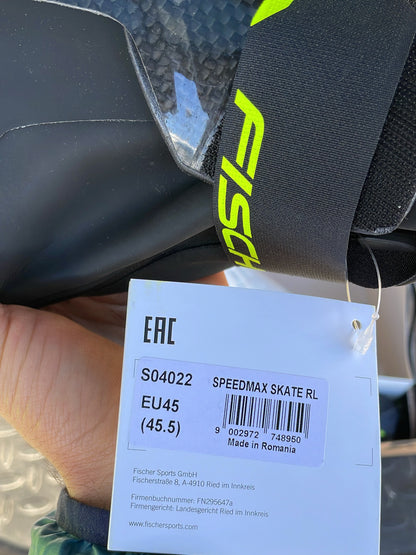 FISCH
EAC
S04022 SPEEDMAX SKATE RL
EU45
(45.5)
9 002972 748950
Made in Romania
Fischer Sports GmbH
Fischerstraße 8, A-4910 Ried im Innkreis
Firmenbuchnummer: FN295647a
Firmengericht: Landesgericht Ried im Innkreis
www.fischersports.com